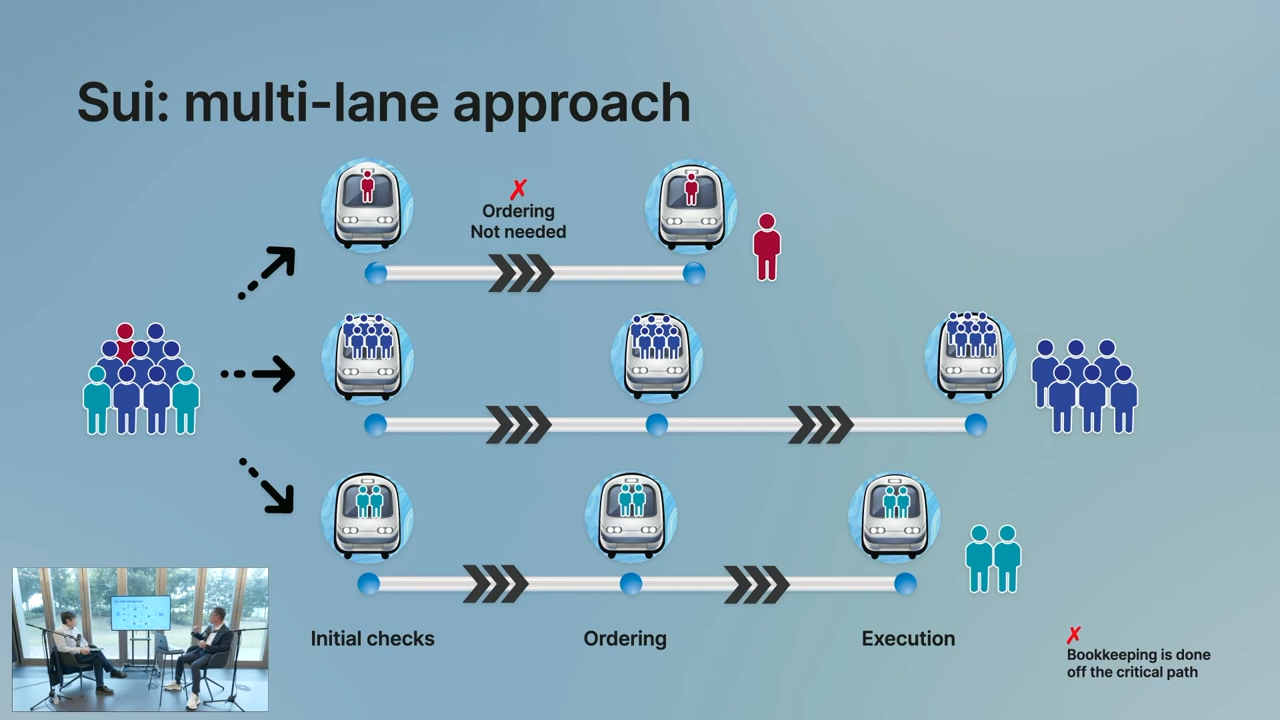 Sui: multi-lane approach
✗
Ordering
Not needed
Initial checks
Ordering
Execution
✗
Bookkeeping is done
off the critical path